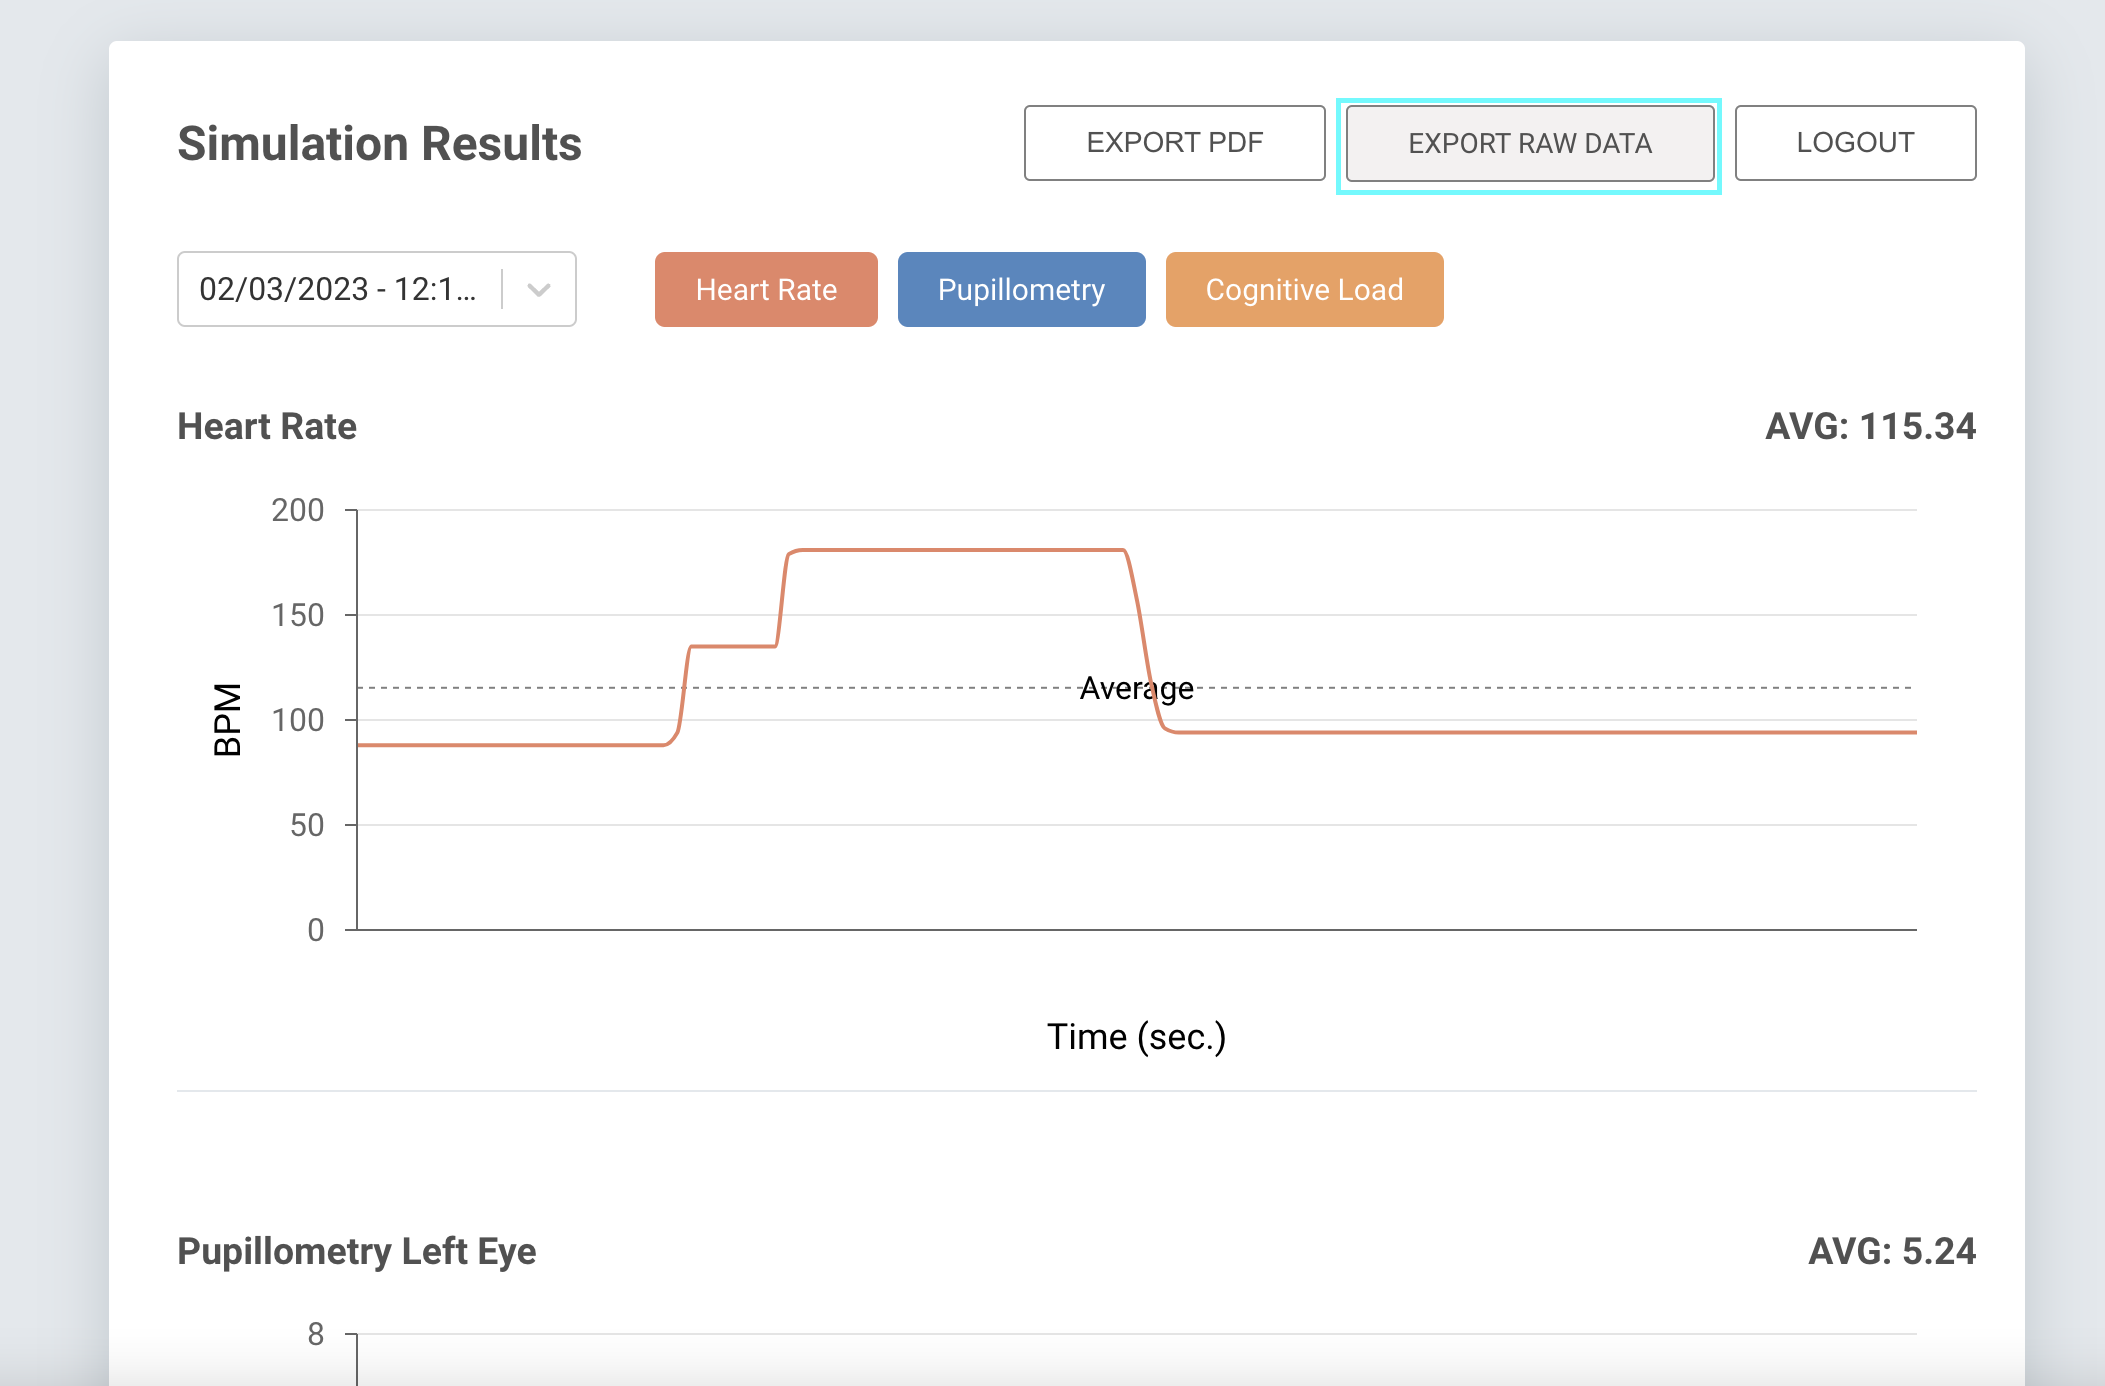 Simulation Results
EXPORT PDF
EXPORT RAW DATA
LOGOUT
02/03/2023 - 12:1...
Heart Rate
Pupillometry
Cognitive Load
Heart Rate
AVG: 115.34
200
150
100
50
0
BPM
Average
Time (sec.)
Pupillometry Left Eye
AVG: 5.24
8